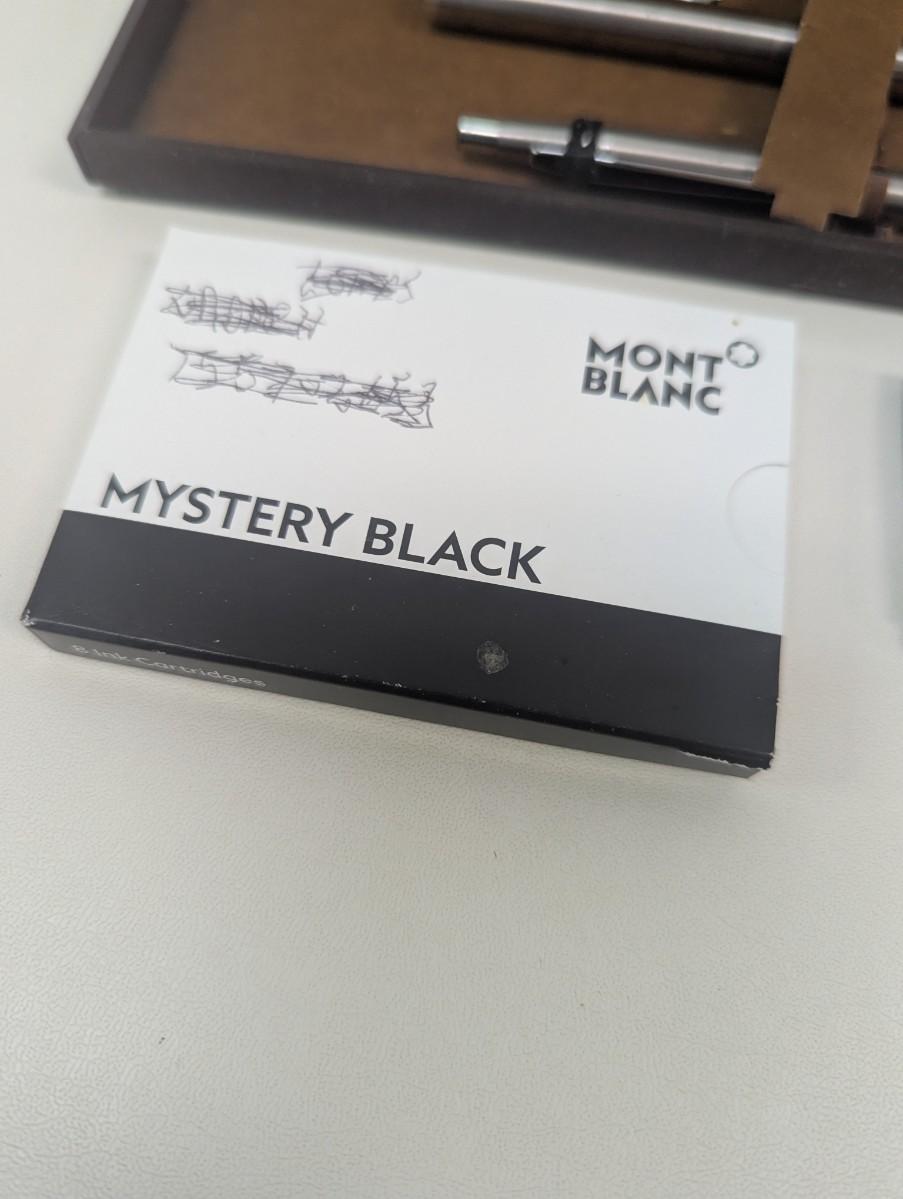 MONT
BLANC
MYSTERY BLACK
8 Ink Cartridges